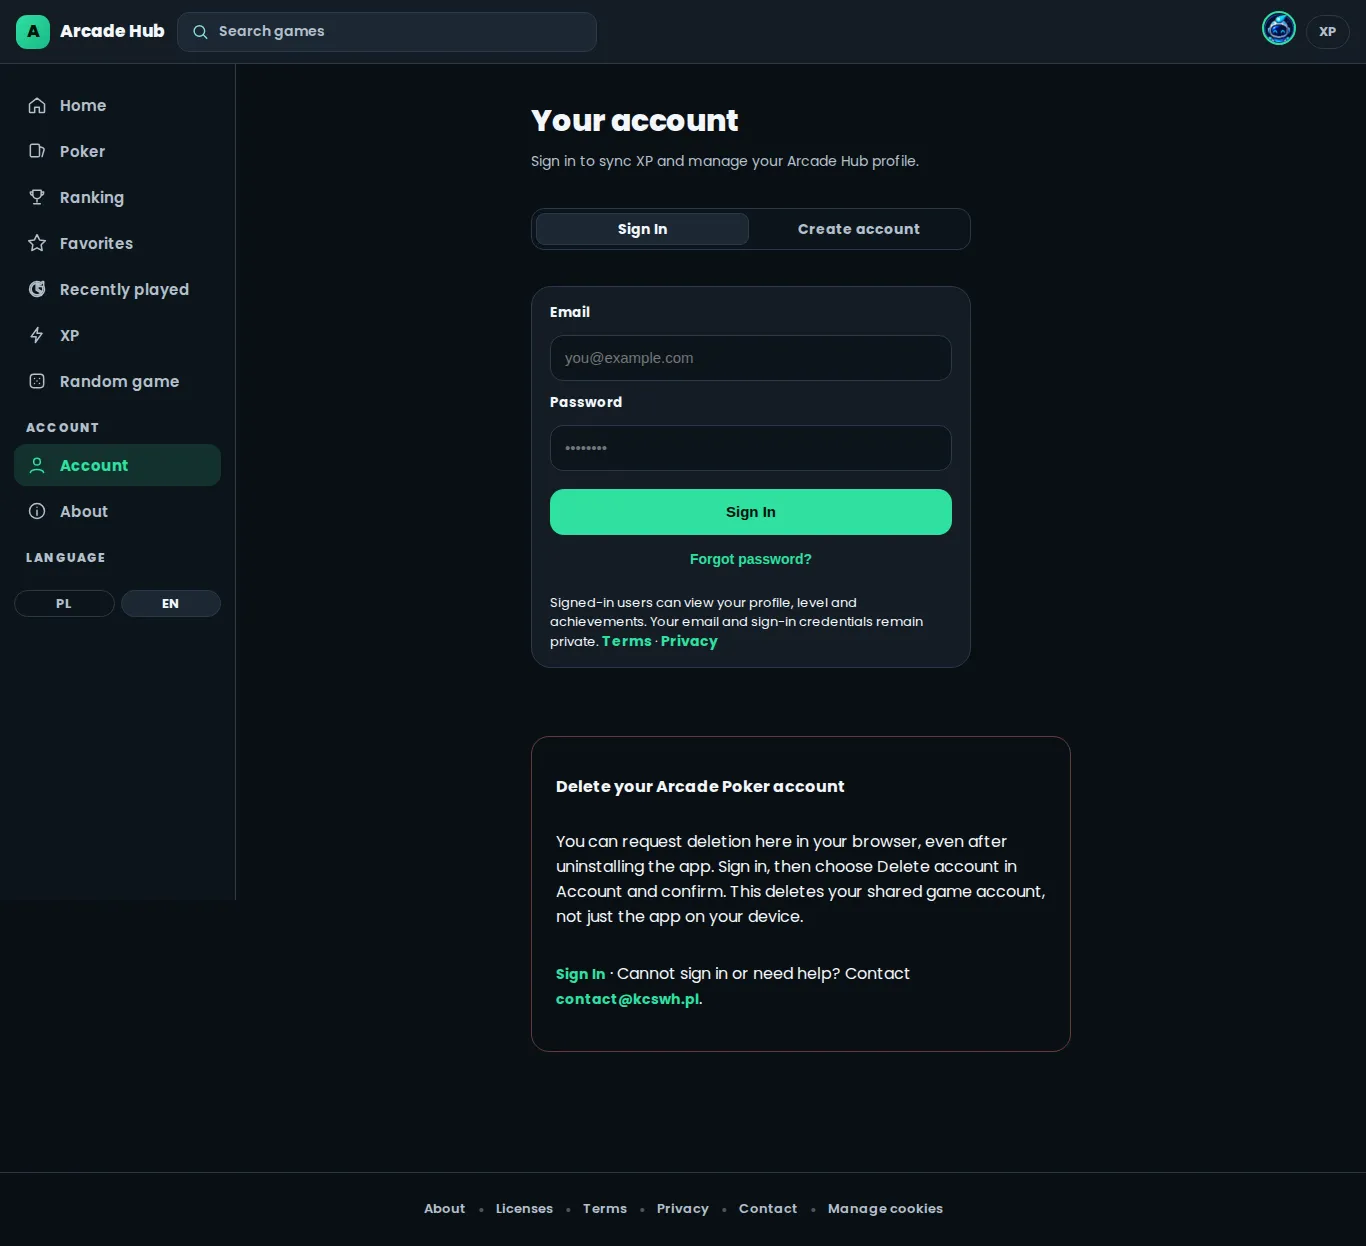 A Arcade Hub
Search games
XP
Home
Poker
Ranking
Favorites
Recently played
XP
Random game
ACCOUNT
Account
About
LANGUAGE
PL
EN
Your account
Sign in to sync XP and manage your Arcade Hub profile.
Sign In
Create account
Email
you@example.com
Password
••••••••
Sign In
Forgot password?
Signed-in users can view your profile, level and
achievements. Your email and sign-in credentials remain
private. Terms · Privacy
Delete your Arcade Poker account
You can request deletion here in your browser, even after
uninstalling the app. Sign in, then choose Delete account in
Account and confirm. This deletes your shared game account,
not just the app on your device.
Sign In · Cannot sign in or need help? Contact
contact@kcswh.pl.
About • Licenses • Terms • Privacy • Contact • Manage cookies